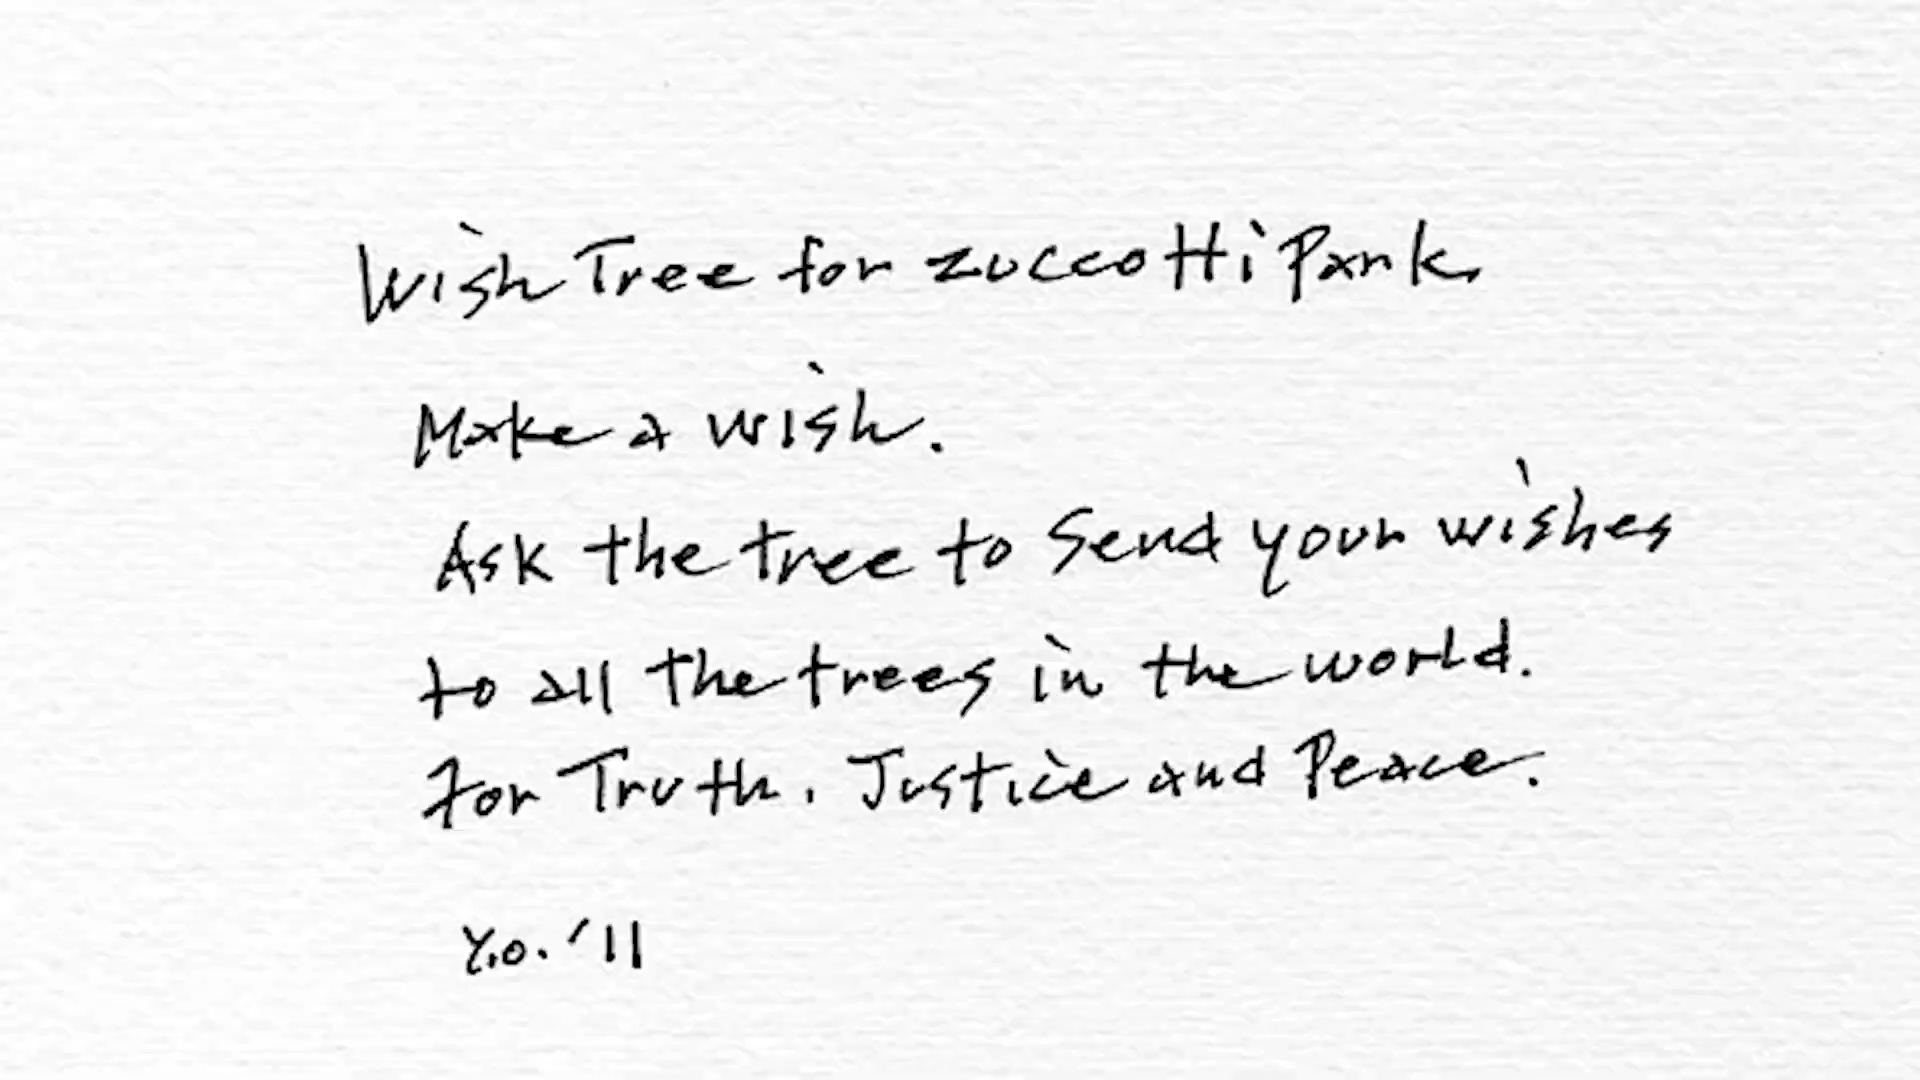 Wish Tree for Zuccotti Park
Make a wish.
Ask the tree to Send your wishes
to all the trees in the world.
For Truth, Justice and Peace.
Y.O. '11